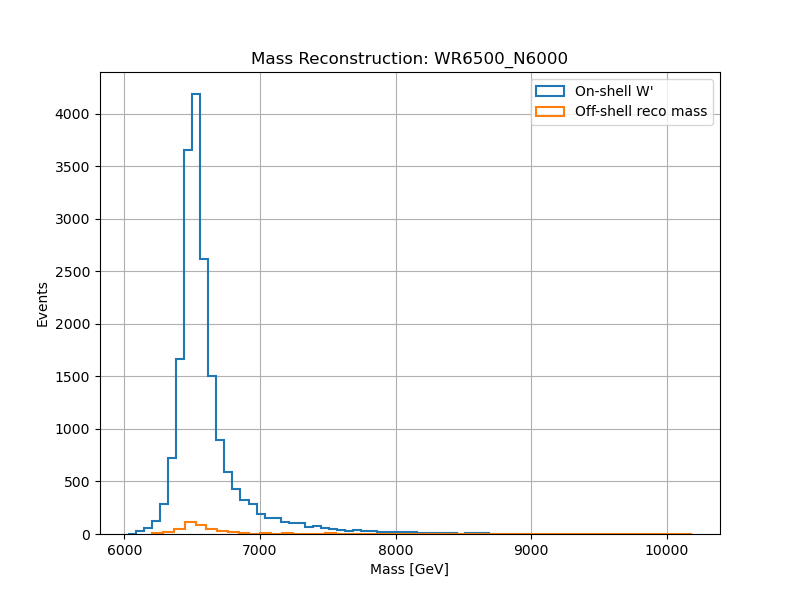 Mass Reconstruction: WR6500_N6000
On-shell W'
Off-shell reco mass
4000
3500
3000
2500
2000
1500
1000
500
0
Events
6000 7000 8000 9000 10000
Mass [GeV]